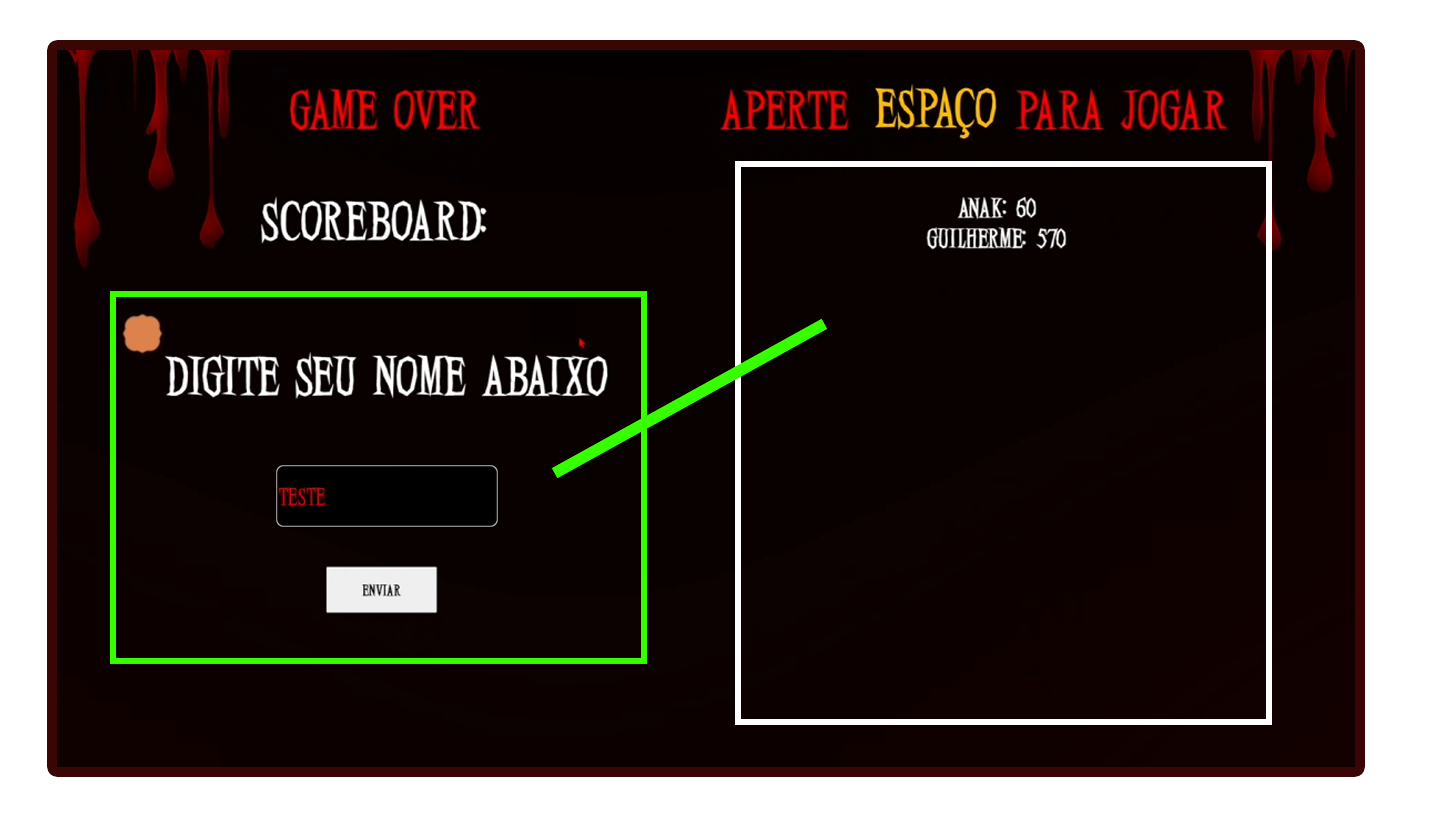 GAME OVER
APERTE ESPAÇO PARA JOGAR
SCOREBOARD:
ANAK: 60
GUILHERME: 570
DIGITE SEU NOME ABAIXO
TESTE
ENVIAR